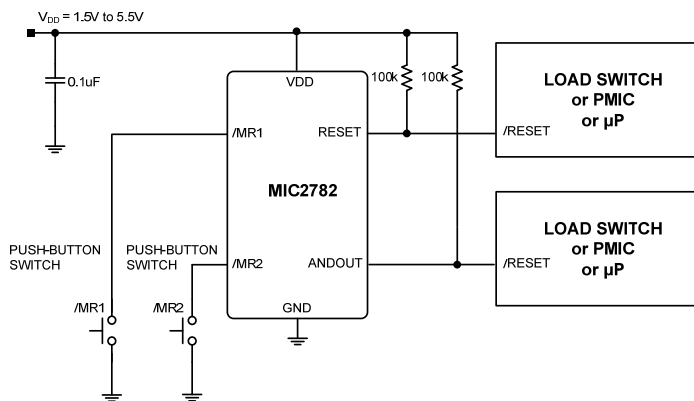 V_DD = 1.5V to 5.5V
0.1uF
VDD
100k
100k
LOAD SWITCH
or PMIC
or µP
/RESET
/MR1
RESET
MIC2782
PUSH-BUTTON
SWITCH
PUSH-BUTTON
SWITCH
/MR2
ANDOUT
LOAD SWITCH
or PMIC
or µP
/RESET
GND
/MR1
/MR2